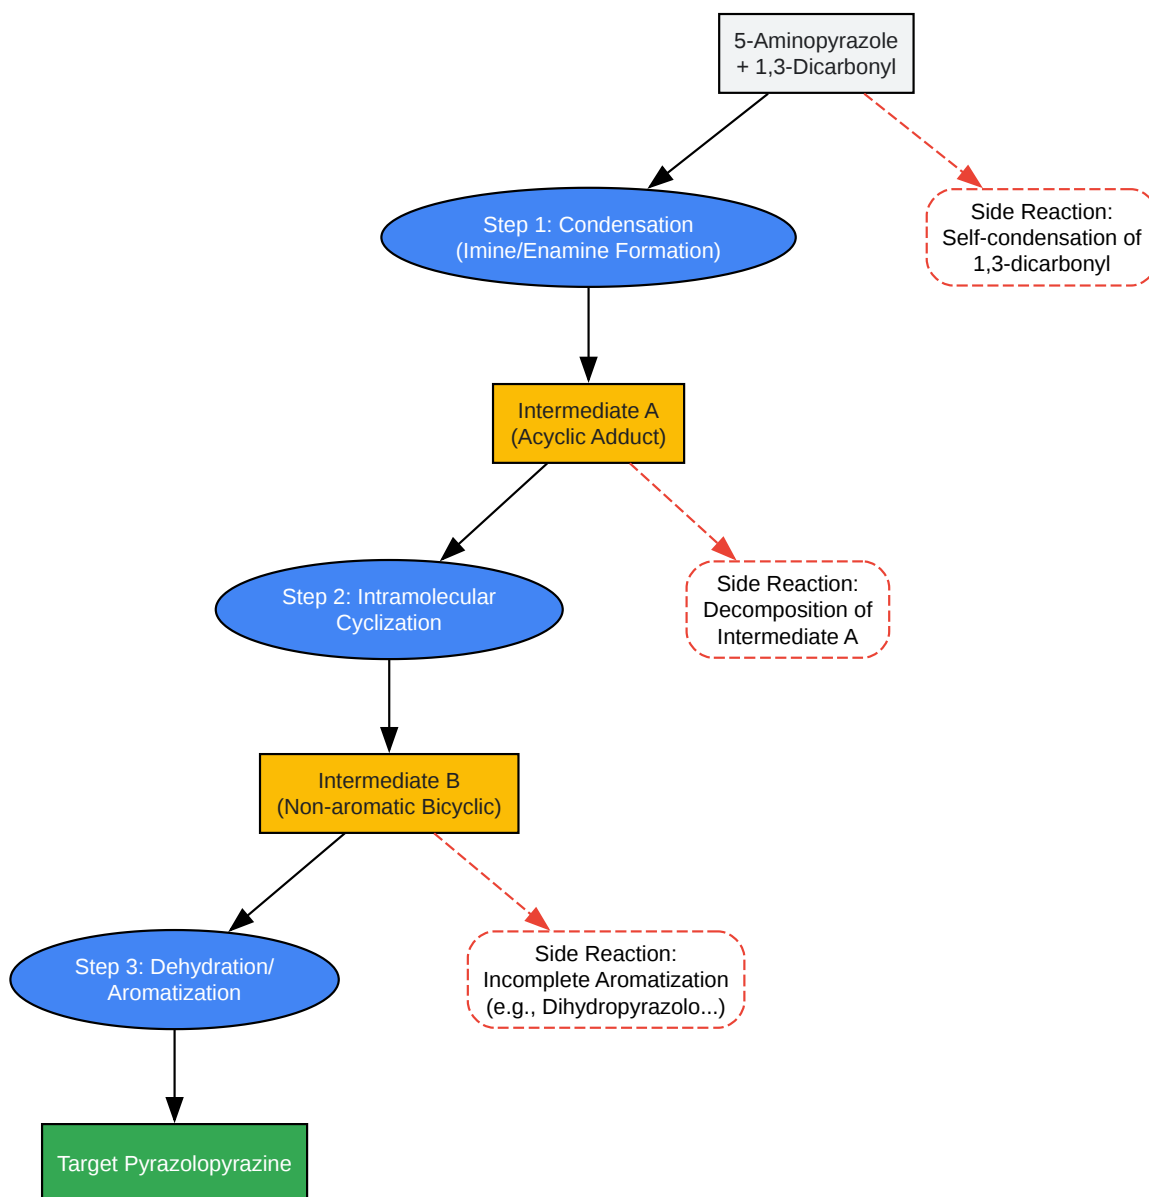 5-Aminopyrazole
+ 1,3-Dicarbonyl
Step 1: Condensation
(Imine/Enamine Formation)
Side Reaction:
Self-condensation of
1,3-dicarbonyl
Intermediate A
(Acyclic Adduct)
Step 2: Intramolecular
Cyclization
Side Reaction:
Decomposition of
Intermediate A
Intermediate B
(Non-aromatic Bicyclic)
Step 3: Dehydration/
Aromatization
Side Reaction:
Incomplete Aromatization
(e.g., Dihydropyrazolo...)
Target Pyrazolopyrazine